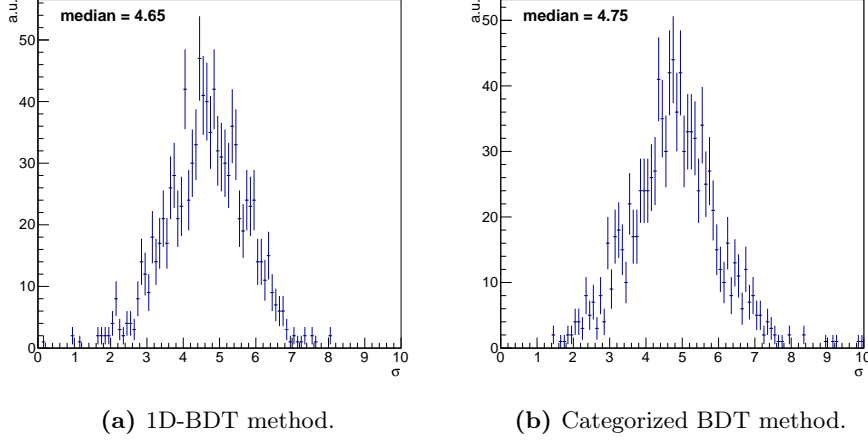 a.u.
median = 4.65
50
40
30
20
10
0
0 1 2 3 4 5 6 7 8 9 10
σ
(a) 1D-BDT method.
a.u.
median = 4.75
50
40
30
20
10
0
0 1 2 3 4 5 6 7 8 9 10
σ
(b) Categorized BDT method.